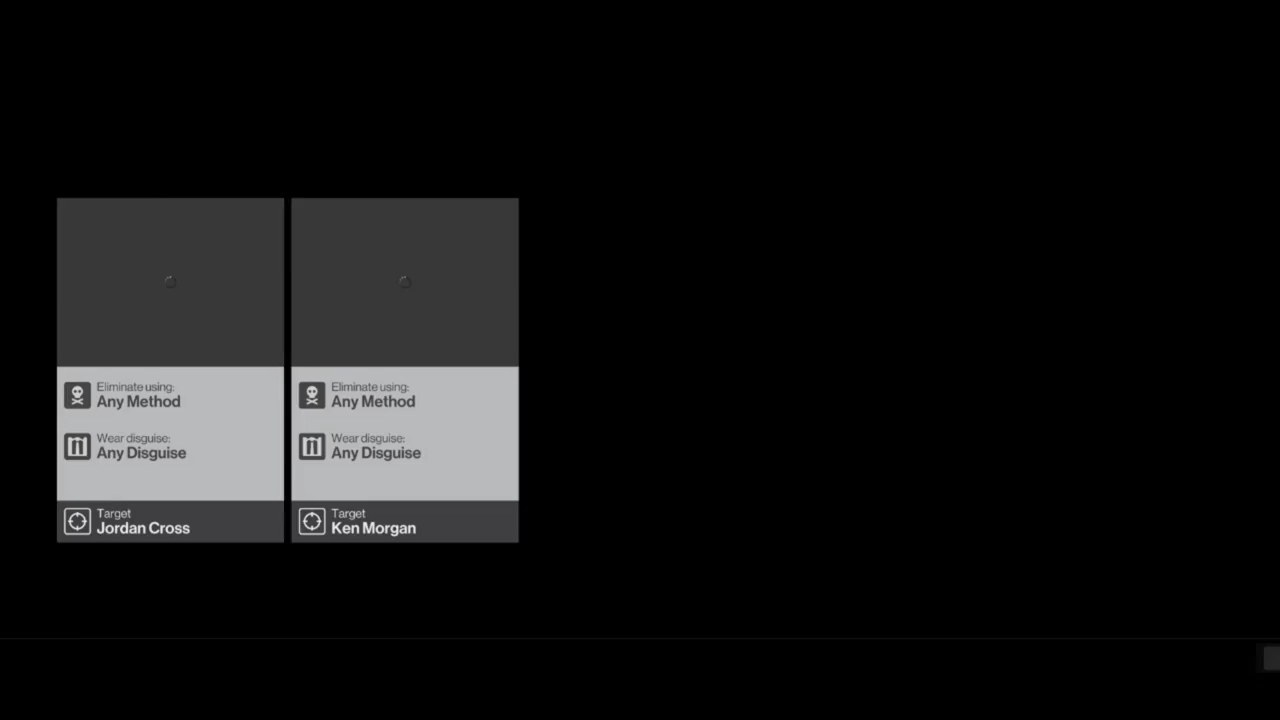 Eliminate using:
Any Method
Wear disguise:
Any Disguise
Target
Jordan Cross
Eliminate using:
Any Method
Wear disguise:
Any Disguise
Target
Ken Morgan